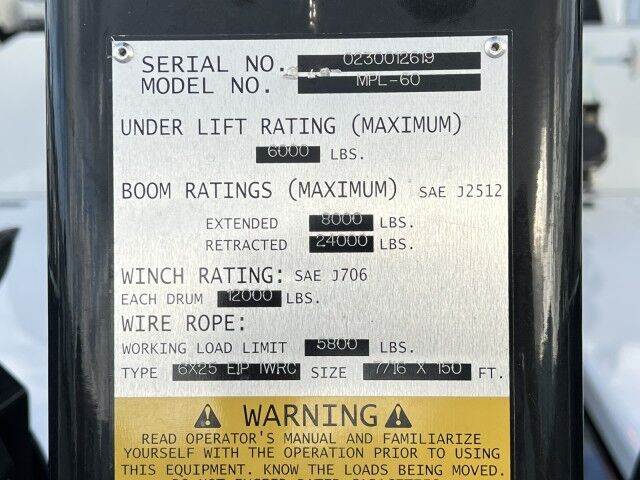 SERIAL NO. 0230012619
MODEL NO. MPL-60
UNDER LIFT RATING (MAXIMUM)
6000 LBS.
BOOM RATINGS (MAXIMUM) SAE J2512
EXTENDED 8000 LBS.
RETRACTED 24000 LBS.
WINCH RATING: SAE J706
EACH DRUM 12000 LBS.
WIRE ROPE:
WORKING LOAD LIMIT 5800 LBS.
TYPE 6X25 EIP IWRC SIZE 7/16 X 150 FT.
WARNING
READ OPERATOR'S MANUAL AND FAMILIARIZE
YOURSELF WITH THE OPERATION PRIOR TO USING
THIS EQUIPMENT. KNOW THE LOADS BEING MOVED.